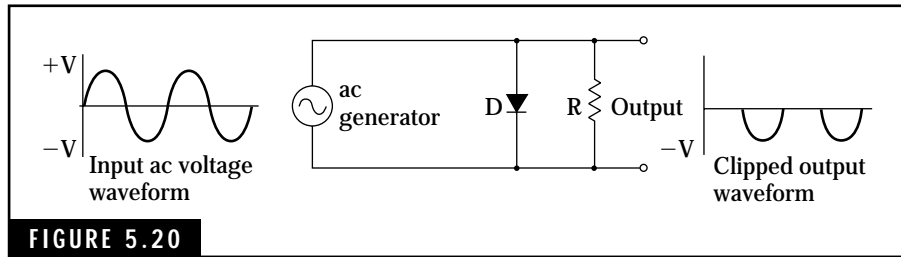 +V
−V
Input ac voltage
waveform
ac
generator
D
R
Output
−V
Clipped output
waveform
FIGURE 5.20